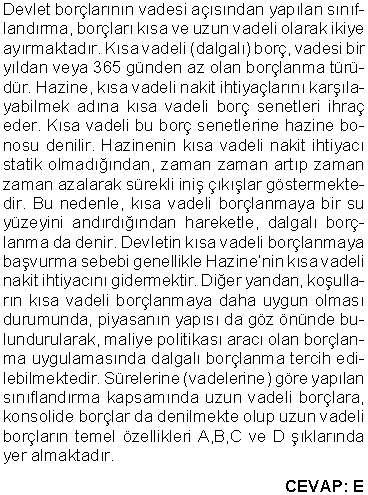 Devlet borçlarının vadesi açısından yapılan sınıf-
landırma, borçları kısa ve uzun vadeli olarak ikiye
ayırmaktadır. Kısa vadeli (dalgalı) borç, vadesi bir
yıldan veya 365 günden az olan borçlanma türü-
dür. Hazine, kısa vadeli nakit ihtiyaçlarını karşıla-
yabilmek adına kısa vadeli borç senetleri ihraç
eder. Kısa vadeli bu borç senetlerine hazine bo-
nosu denilir. Hazinenin kısa vadeli nakit ihtiyacı
statik olmadığından, zaman zaman artıp zaman
zaman azalarak sürekli iniş çıkışlar göstermekte-
dir. Bu nedenle, kısa vadeli borçlanmaya bir su
yüzeyini andırdığından hareketle, dalgalı borç-
lanma da denir. Devletin kısa vadeli borçlanmaya
başvurma sebebi genellikle Hazine'nin kısa vadeli
nakit ihtiyacını gidermektir. Diğer yandan, koşulla-
rın kısa vadeli borçlanmaya daha uygun olması
durumunda, piyasanın yapısı da göz önünde bu-
lundurularak, maliye politikası aracı olan borçlan-
ma uygulamasında dalgalı borçlanma tercih edi-
lebilmektedir. Sürelerine (vadelerine) göre yapılan
sınıflandırma kapsamında uzun vadeli borçlara,
konsolide borçlar da denilmekte olup uzun vadeli
borçların temel özellikleri A,B,C ve D şıklarında
yer almaktadır.
CEVAP: E